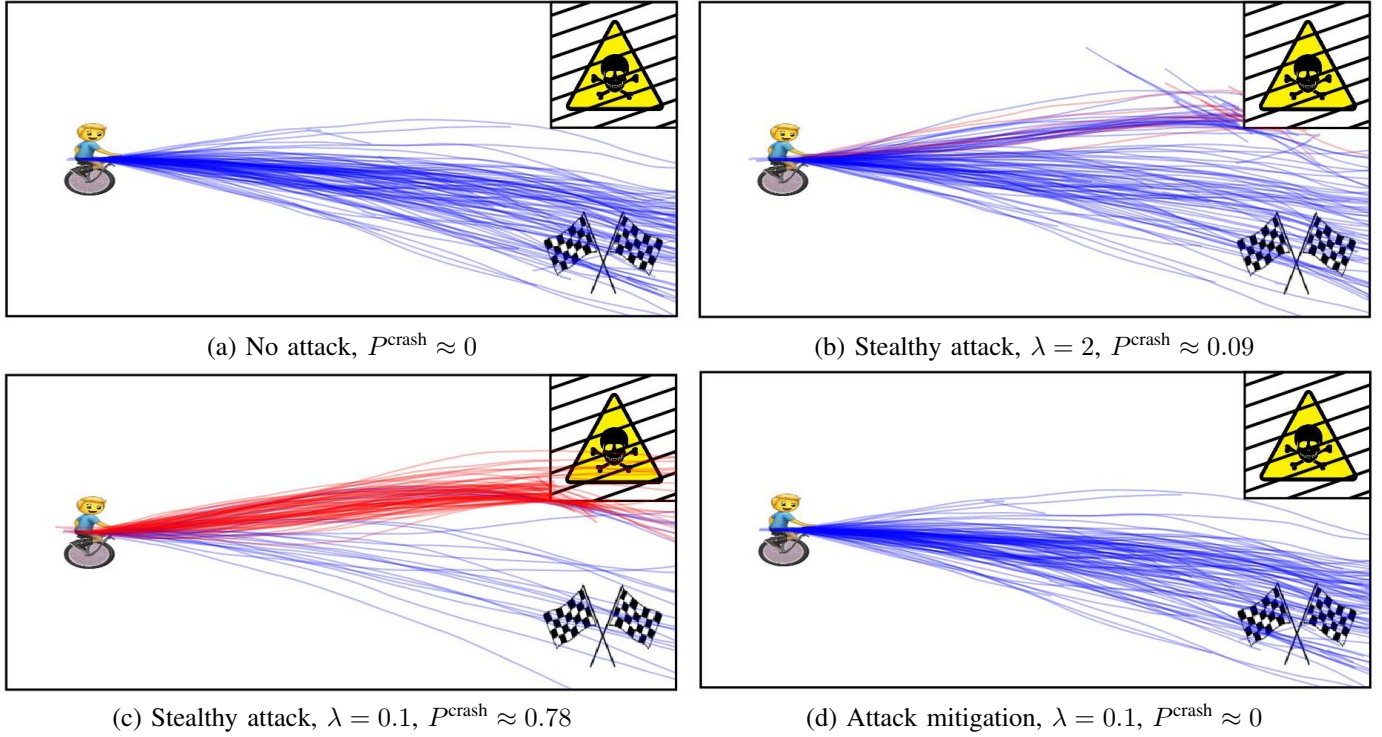 (a) No attack, P^crash ≈ 0
(b) Stealthy attack, λ = 2, P^crash ≈ 0.09
(c) Stealthy attack, λ = 0.1, P^crash ≈ 0.78
(d) Attack mitigation, λ = 0.1, P^crash ≈ 0